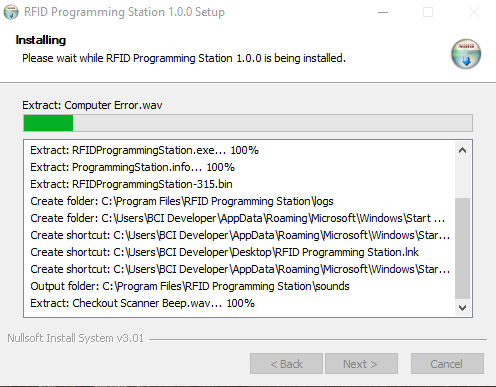 RFID Programming Station 1.0.0 Setup
Installing
Please wait while RFID Programming Station 1.0.0 is being installed.
Extract: Computer Error.wav
Extract: RFIDProgrammingStation.exe... 100%
Extract: ProgrammingStation.info... 100%
Extract: RFIDProgrammingStation-315.bin
Create folder: C:\Program Files\RFID Programming Station\logs
Create folder: C:\Users\BCI Developer\AppData\Roaming\Microsoft\Windows\Start ...
Create shortcut: C:\Users\BCI Developer\AppData\Roaming\Microsoft\Windows\Star...
Create shortcut: C:\Users\BCI Developer\Desktop\RFID Programming Station.lnk
Create shortcut: C:\Users\BCI Developer\AppData\Roaming\Microsoft\Windows\Star...
Output folder: C:\Program Files\RFID Programming Station\sounds
Extract: Checkout Scanner Beep.wav... 100%
Nullsoft Install System v3.01
< Back
Next >
Cancel